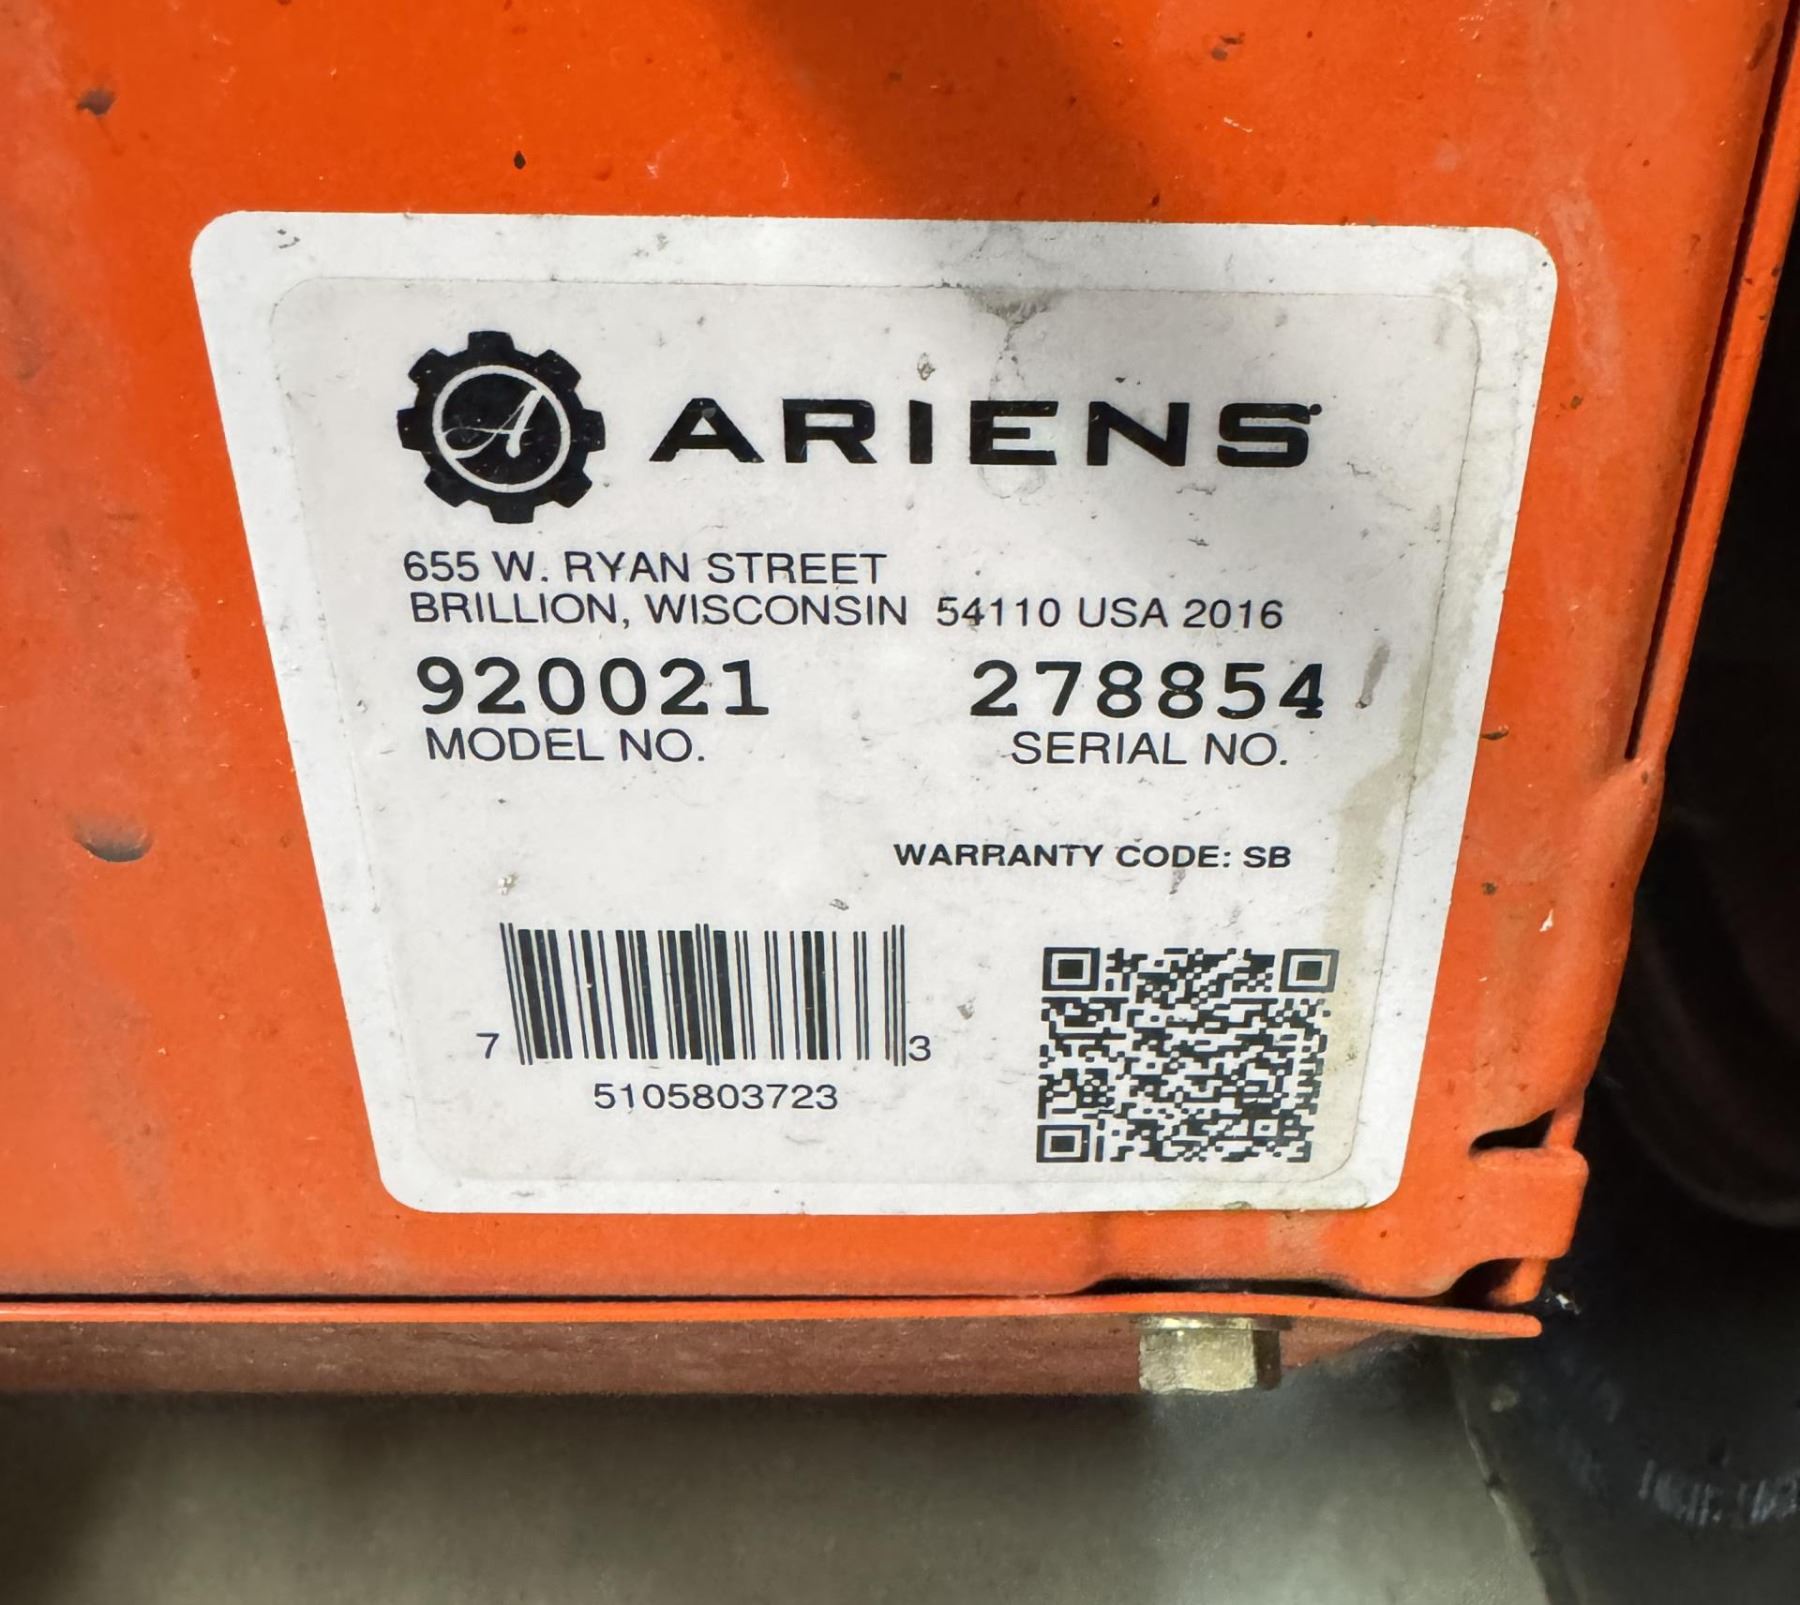 A ARIENS
655 W. RYAN STREET
BRILLION, WISCONSIN 54110 USA 2016
920021 278854
MODEL NO. SERIAL NO.
WARRANTY CODE: SB
7 3
5105803723